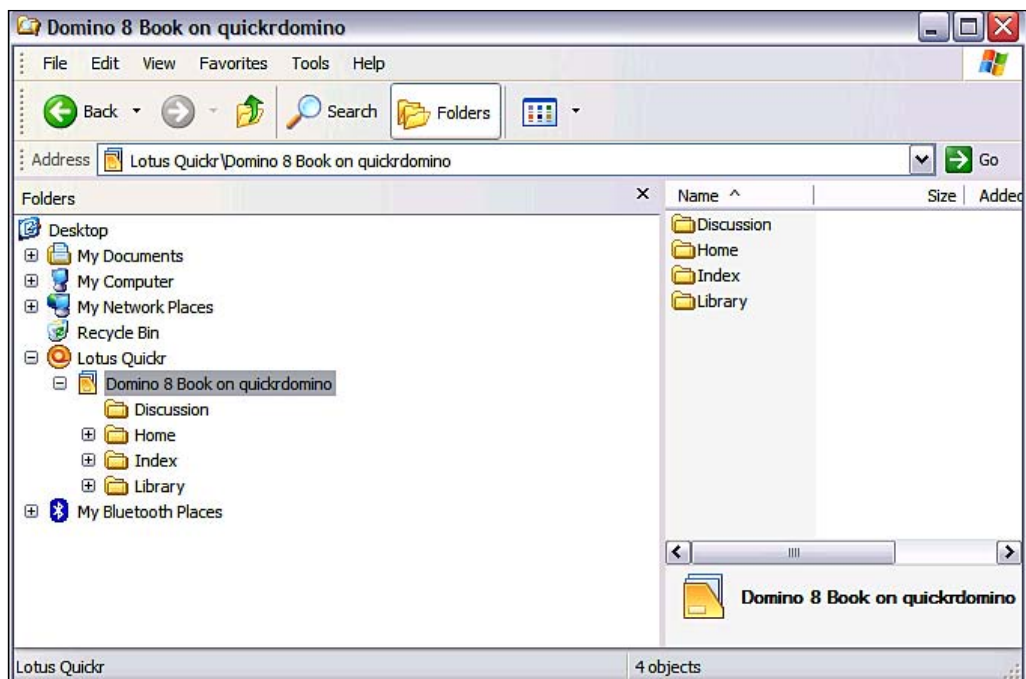 Domino 8 Book on quickrdomino
File Edit View Favorites Tools Help
Back Search Folders
Address Lotus Quickr\Domino 8 Book on quickrdomino Go
Folders
Name Size Added
Desktop
My Documents
My Computer
My Network Places
Recycle Bin
Lotus Quickr
Domino 8 Book on quickrdomino
Discussion
Home
Index
Library
My Bluetooth Places
Discussion
Home
Index
Library
Domino 8 Book on quickrdomino
Lotus Quickr
4 objects